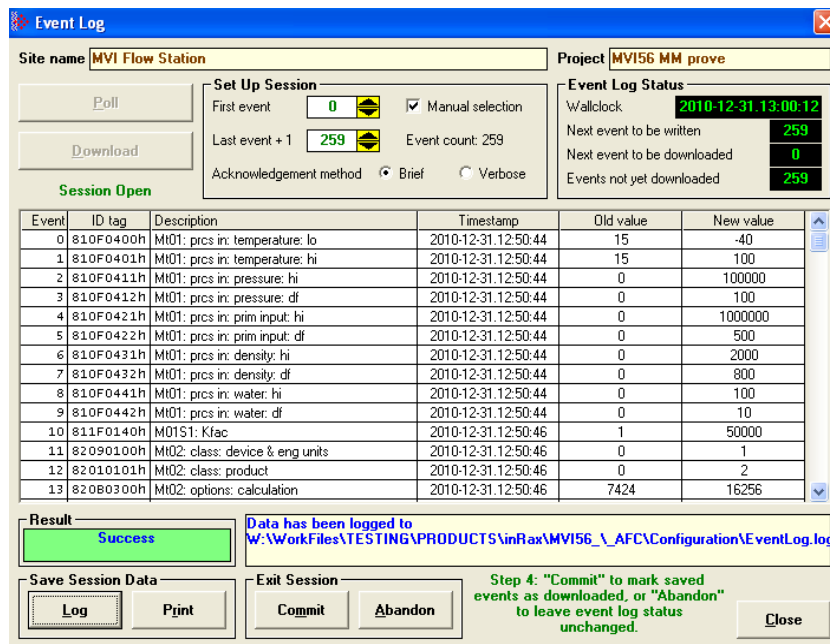 Event Log
Site name MVI Flow Station Project MVI56 MM prove
Poll
Download
Session Open
Set Up Session
First event 0 Manual selection
Last event + 1 259 Event count: 259
Acknowledgement method Brief Verbose
Event Log Status
Wallclock 2010-12-31.13:00:12
Next event to be written 259
Next event to be downloaded 0
Events not yet downloaded 259
Event ID tag Description Timestamp Old value New value
0 810F0400h Mt01: prcs in: temperature: lo 2010-12-31.12:50:44 15 -40
1 810F0401h Mt01: prcs in: temperature: hi 2010-12-31.12:50:44 15 100
2 810F0411h Mt01: prcs in: pressure: hi 2010-12-31.12:50:44 0 100000
3 810F0412h Mt01: prcs in: pressure: df 2010-12-31.12:50:44 0 100
4 810F0421h Mt01: prcs in: prim input: hi 2010-12-31.12:50:44 0 1000000
5 810F0422h Mt01: prcs in: prim input: df 2010-12-31.12:50:44 0 500
6 810F0431h Mt01: prcs in: density: hi 2010-12-31.12:50:44 0 2000
7 810F0432h Mt01: prcs in: density: df 2010-12-31.12:50:44 0 800
8 810F0441h Mt01: prcs in: water: hi 2010-12-31.12:50:44 0 100
9 810F0442h Mt01: prcs in: water: df 2010-12-31.12:50:44 0 10
10 811F0140h M01S1: Kfac 2010-12-31.12:50:46 1 50000
11 82090100h Mt02: class: device & eng units 2010-12-31.12:50:46 0 1
12 82010101h Mt02: class: product 2010-12-31.12:50:46 0 2
13 820B0300h Mt02: options: calculation 2010-12-31.12:50:46 7424 16256
Result
Success
Data has been logged to
W:\WorkFiles\TESTING\PRODUCTS\inRax\MVI56_\_AFC\Configuration\EventLog.log
Save Session Data
Log Print
Exit Session
Commit Abandon
Step 4: "Commit" to mark saved
events as downloaded, or "Abandon"
to leave event log status
unchanged.
Close